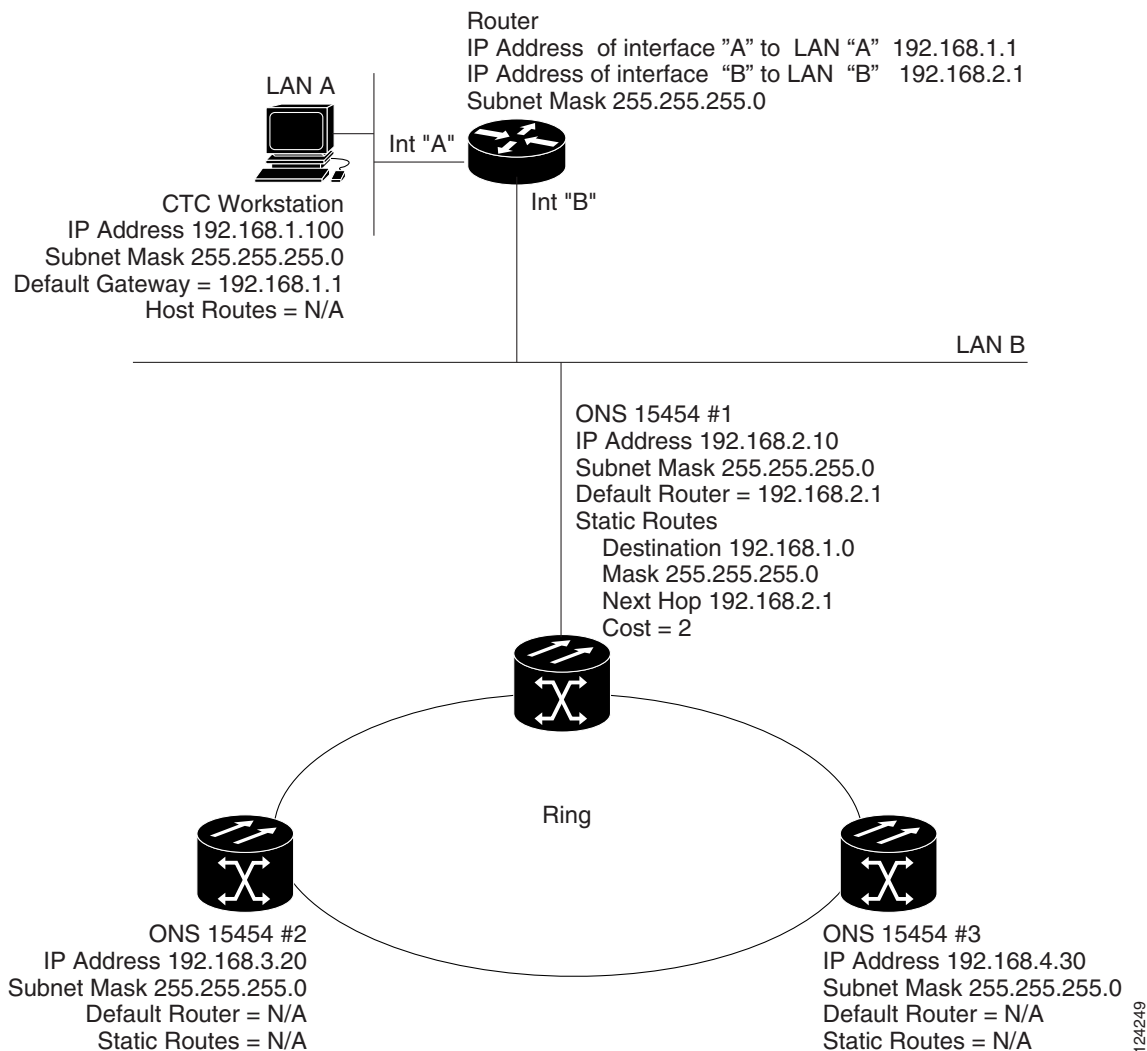 Router
IP Address of interface ”A” to LAN “A” 192.168.1.1
IP Address of interface “B” to LAN “B” 192.168.2.1
Subnet Mask 255.255.255.0
LAN A
Int "A"
Int "B"
CTC Workstation
IP Address 192.168.1.100
Subnet Mask 255.255.255.0
Default Gateway = 192.168.1.1
Host Routes = N/A
LAN B
ONS 15454 #1
IP Address 192.168.2.10
Subnet Mask 255.255.255.0
Default Router = 192.168.2.1
Static Routes
Destination 192.168.1.0
Mask 255.255.255.0
Next Hop 192.168.2.1
Cost = 2
Ring
ONS 15454 #2
IP Address 192.168.3.20
Subnet Mask 255.255.255.0
Default Router = N/A
Static Routes = N/A
ONS 15454 #3
IP Address 192.168.4.30
Subnet Mask 255.255.255.0
Default Router = N/A
Static Routes = N/A
124249